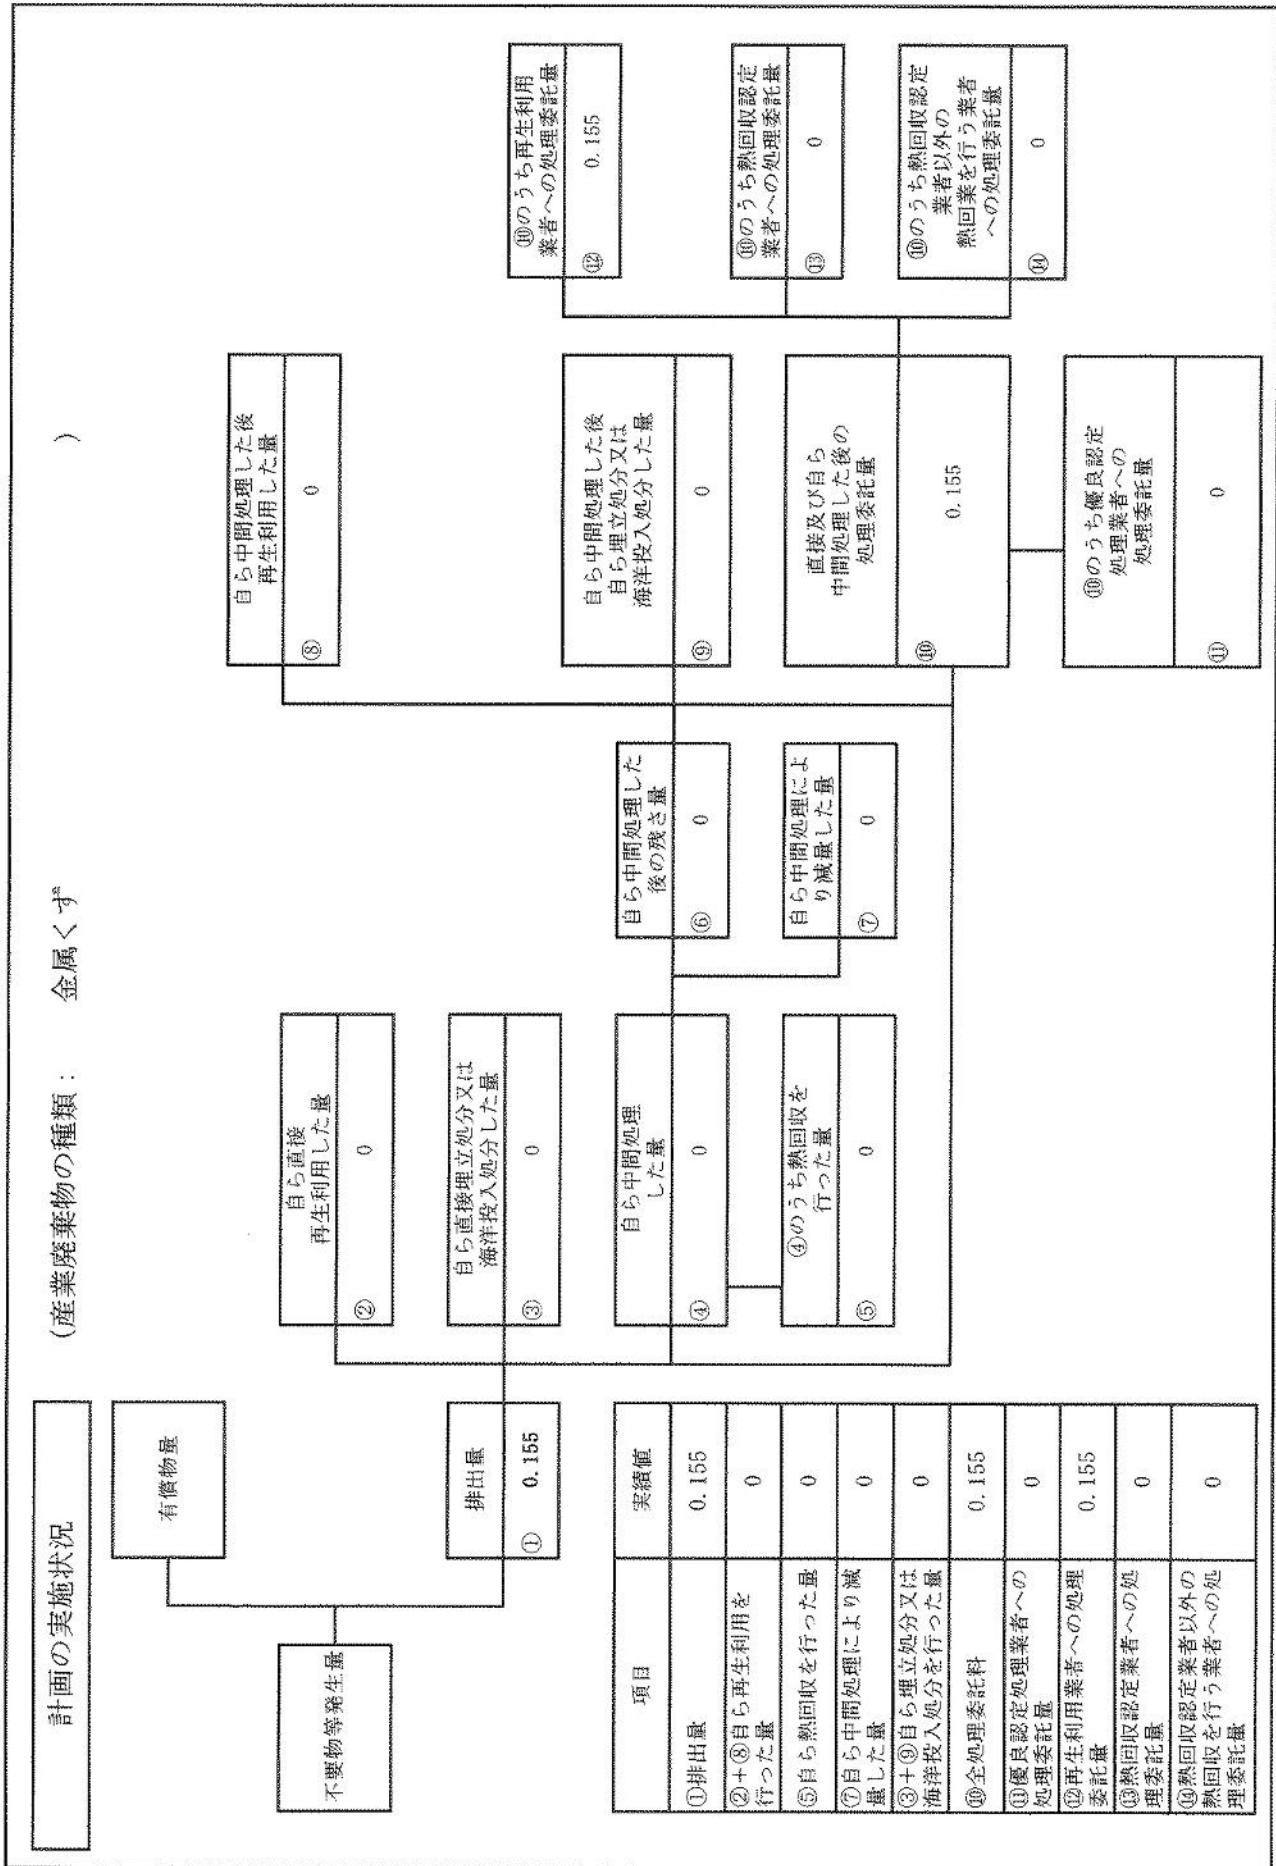 計画の実施状況
(産業廃棄物の種類: 金属くず )
不要物等発生量
有償物量
排出量
① 0.155
自ら直接
再生利用した量
② 0
自ら直接埋立処分又は
海洋投入処分した量
③ 0
自ら中間処理
した量
④ 0
④のうち熱回収を
行った量
⑤ 0
自ら中間処理した
後の残さ量
⑥ 0
自ら中間処理によ
り減量した量
⑦ 0
自ら中間処理した後
再生利用した量
⑧ 0
自ら中間処理した後
自ら埋立処分又は
海洋投入処分した量
⑨ 0
直接及び自ら
中間処理した後の
処理委託量
⑩ 0.155
⑩のうち優良認定
処理業者への
処理委託量
⑪ 0
⑩のうち再生利用
業者への処理委託量
⑫ 0.155
⑩のうち熱回収認定
業者への処理委託量
⑬ 0
⑩のうち熱回収認定
業者以外の
熱回業を行う業者
への処理委託量
⑭ 0
項目 実績値
①排出量 0.155
②+⑧自ら再生利用を
行った量 0
⑤自ら熱回収を行った量 0
⑦自ら中間処理により減
量した量 0
③+⑨自ら埋立処分又は
海洋投入処分を行った量 0
⑩全処理委託料 0.155
⑪優良認定処理業者への
処理委託量 0
⑫再生利用業者への処理
委託量 0.155
⑬熱回収認定業者への処
理委託量 0
⑭熱回収認定業者以外の
熱回収を行う業者への処
理委託量 0